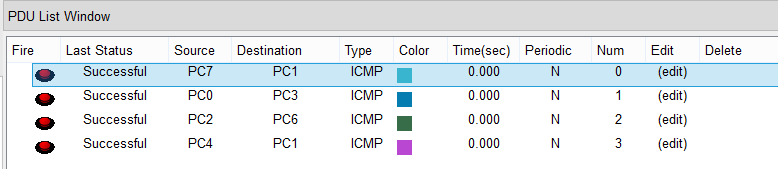 PDU List Window
Fire Last Status Source Destination Type Color Time(sec) Periodic Num Edit Delete
Successful PC7 PC1 ICMP 0.000 N 0 (edit)
Successful PC0 PC3 ICMP 0.000 N 1 (edit)
Successful PC2 PC6 ICMP 0.000 N 2 (edit)
Successful PC4 PC1 ICMP 0.000 N 3 (edit)